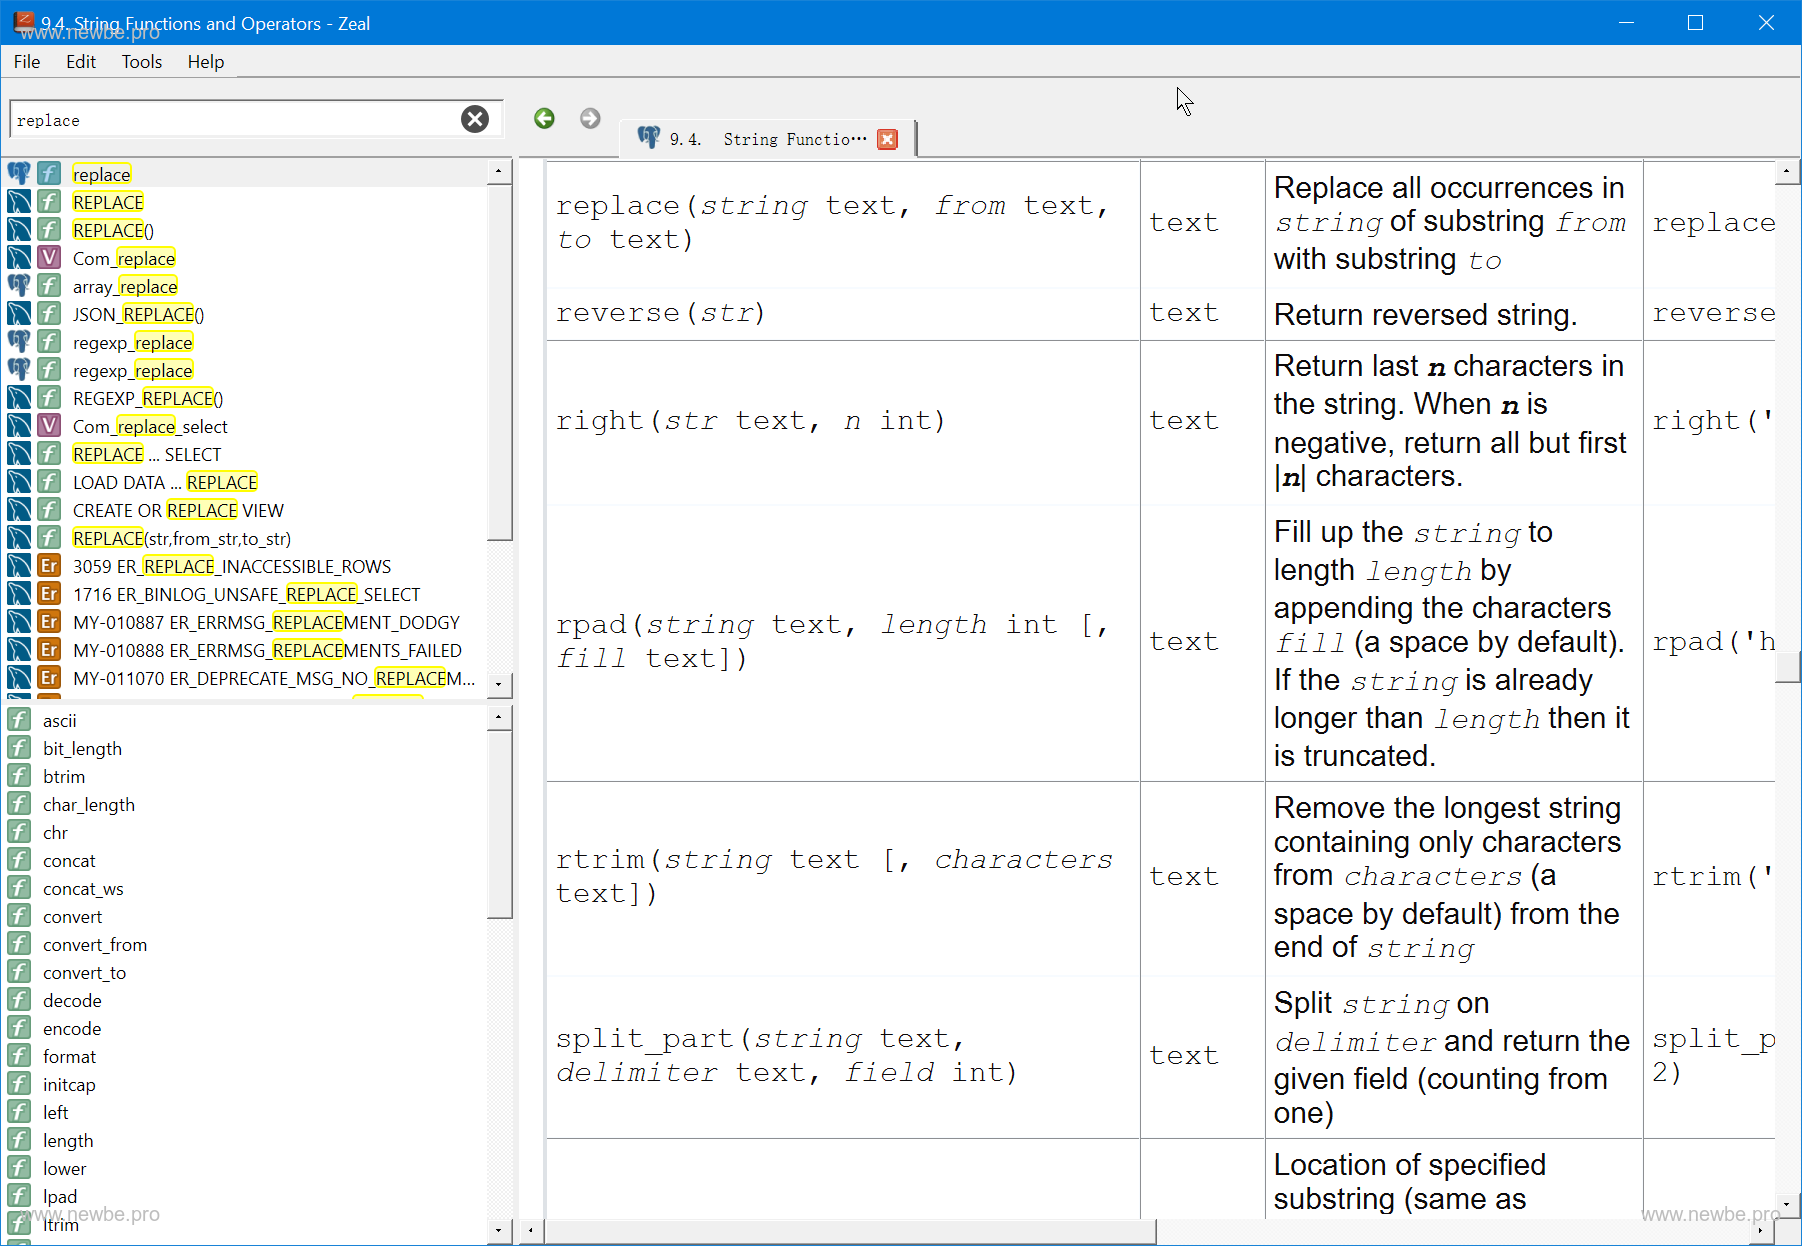 9.4. String Functions and Operators - Zeal
www.newbe.pro
File Edit Tools Help
replace
9.4. String Functio···
replace
REPLACE
REPLACE()
Com_replace
array_replace
JSON_REPLACE()
regexp_replace
regexp_replace
REGEXP_REPLACE()
Com_replace_select
REPLACE ... SELECT
LOAD DATA ... REPLACE
CREATE OR REPLACE VIEW
REPLACE(str,from_str,to_str)
3059 ER_REPLACE_INACCESSIBLE_ROWS
1716 ER_BINLOG_UNSAFE_REPLACE_SELECT
MY-010887 ER_ERRMSG_REPLACEMENT_DODGY
MY-010888 ER_ERRMSG_REPLACEMENTS_FAILED
MY-011070 ER_DEPRECATE_MSG_NO_REPLACEM...
ascii
bit_length
btrim
char_length
chr
concat
concat_ws
convert
convert_from
convert_to
decode
encode
format
initcap
left
length
lower
lpad
ltrim
www.newbe.pro
replace(string text, from text,
to text)
text
Replace all occurrences in
string of substring from
with substring to
replace
reverse(str)
text
Return reversed string.
reverse
right(str text, n int)
text
Return last n characters in
the string. When n is
negative, return all but first
|n| characters.
right('
rpad(string text, length int [,
fill text])
text
Fill up the string to
length length by
appending the characters
fill (a space by default).
If the string is already
longer than length then it
is truncated.
rpad('h
rtrim(string text [, characters
text])
text
Remove the longest string
containing only characters
from characters (a
space by default) from the
end of string
rtrim('
split_part(string text,
delimiter text, field int)
text
Split string on
delimiter and return the
given field (counting from
one)
split_p
2)
Location of specified
substring (same as
www.newbe.pro